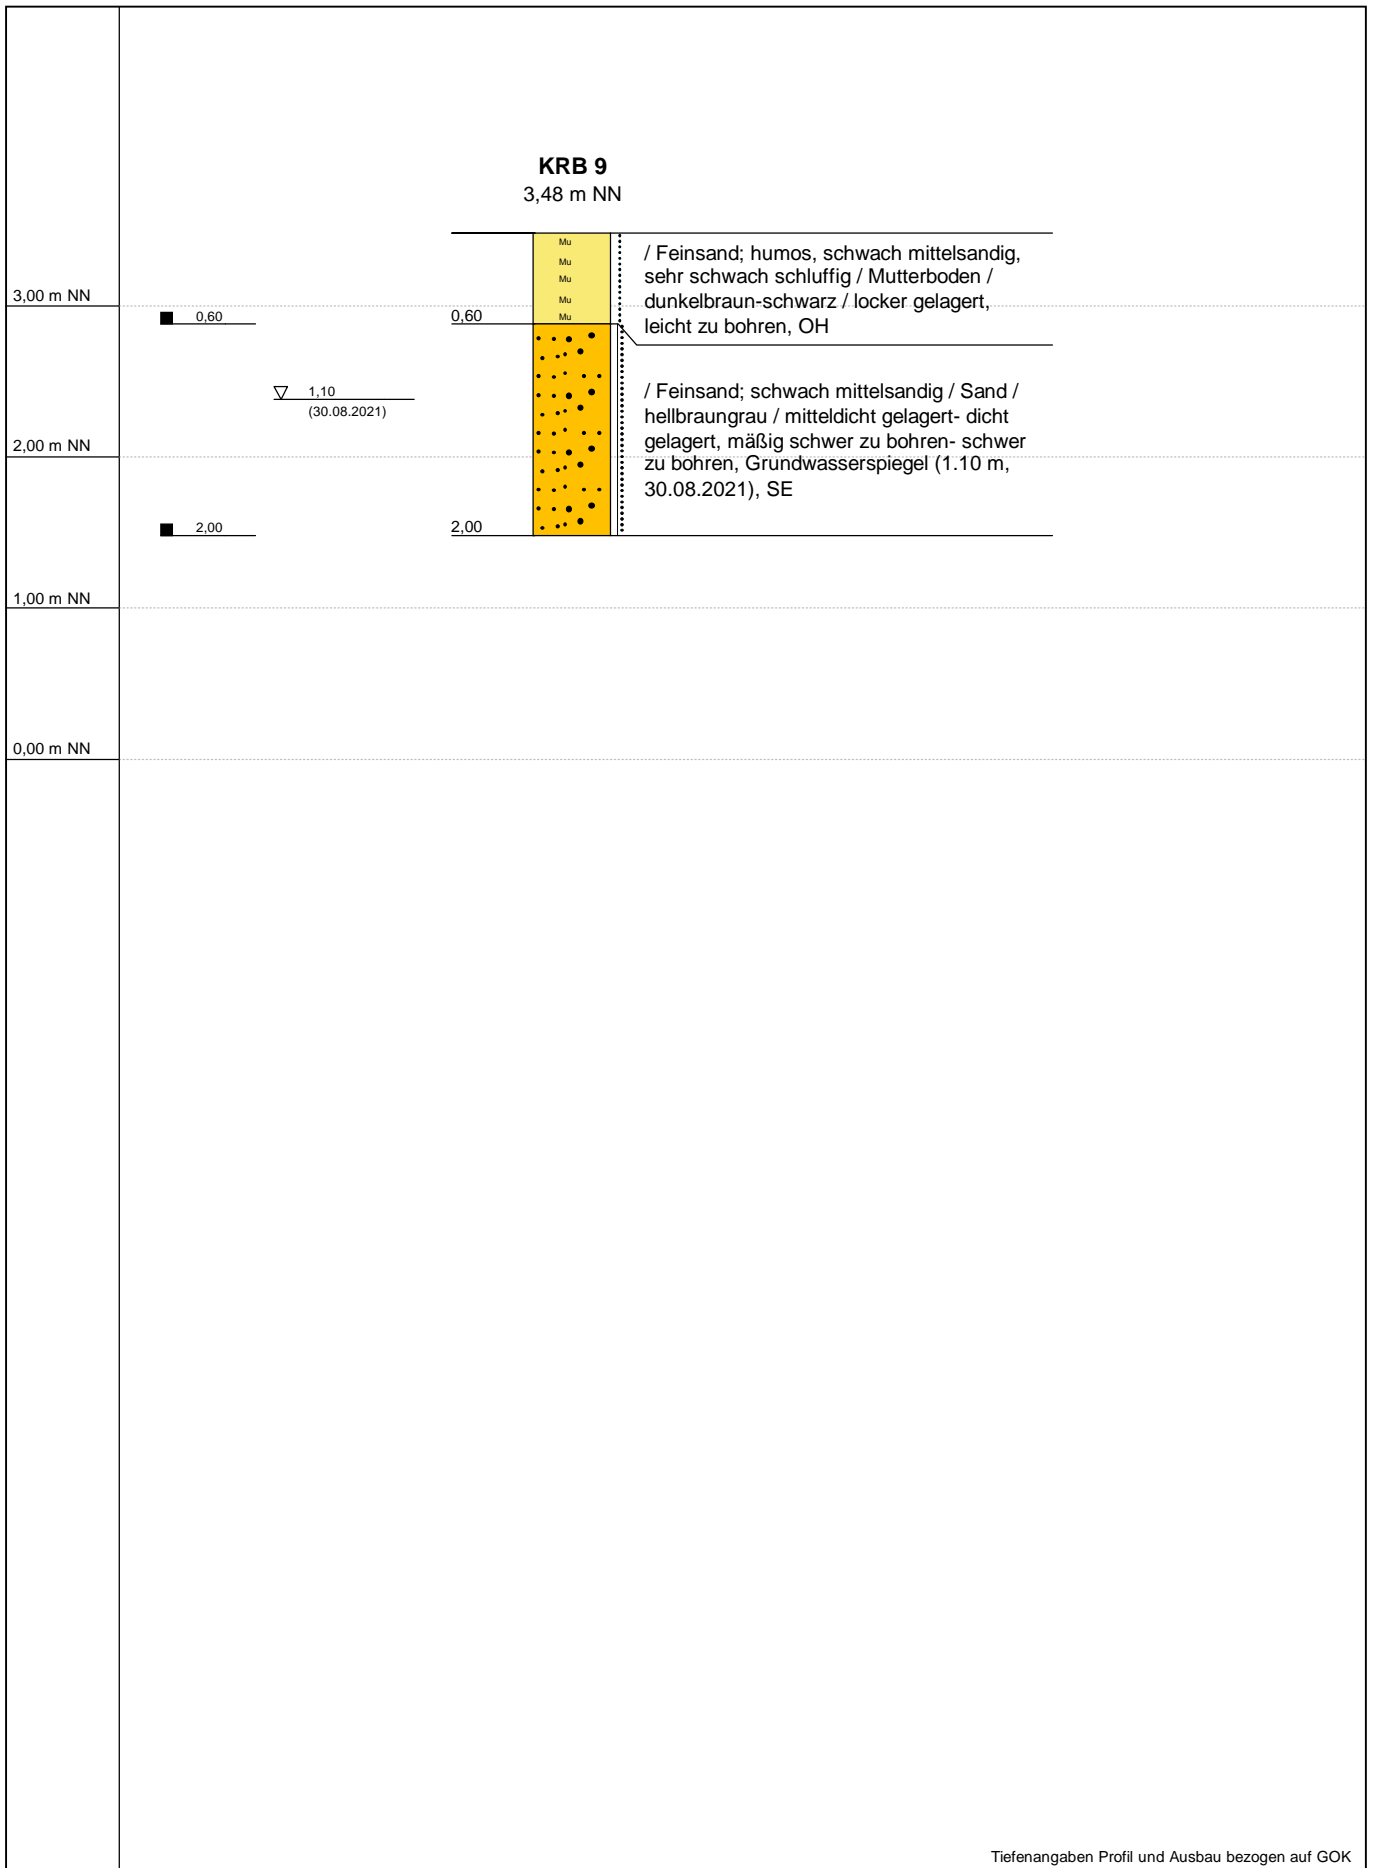 KRB 9
3,48 m NN
Mu
Mu
Mu
Mu
Mu
/ Feinsand; humos, schwach mittelsandig,
sehr schwach schluffig / Mutterboden /
dunkelbraun-schwarz / locker gelagert,
leicht zu bohren, OH
3,00 m NN
0,60
0,60
/ Feinsand; schwach mittelsandig / Sand /
hellbraungrau / mitteldicht gelagert- dicht
gelagert, mäßig schwer zu bohren- schwer
zu bohren, Grundwasserspiegel (1.10 m,
30.08.2021), SE
1,10
(30.08.2021)
2,00 m NN
2,00
2,00
1,00 m NN
0,00 m NN
Tiefenangaben Profil und Ausbau bezogen auf GOK